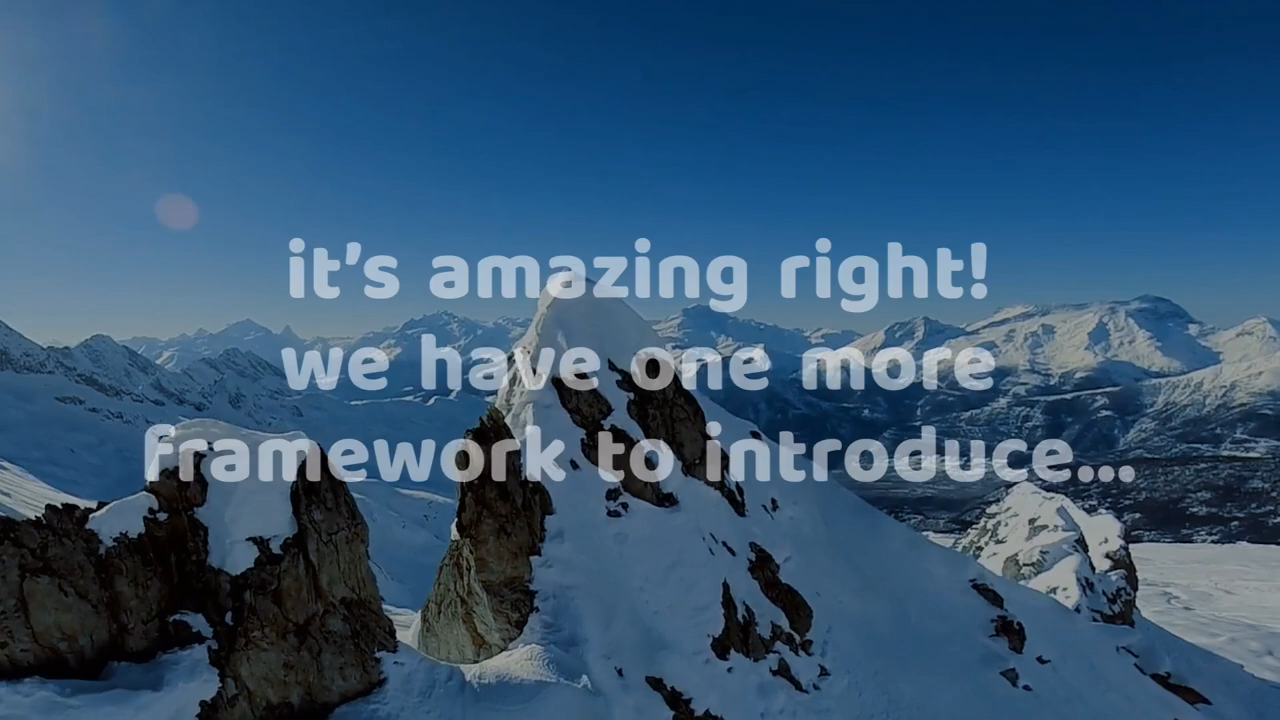 it's amazing right!
we have one more
framework to introduce...